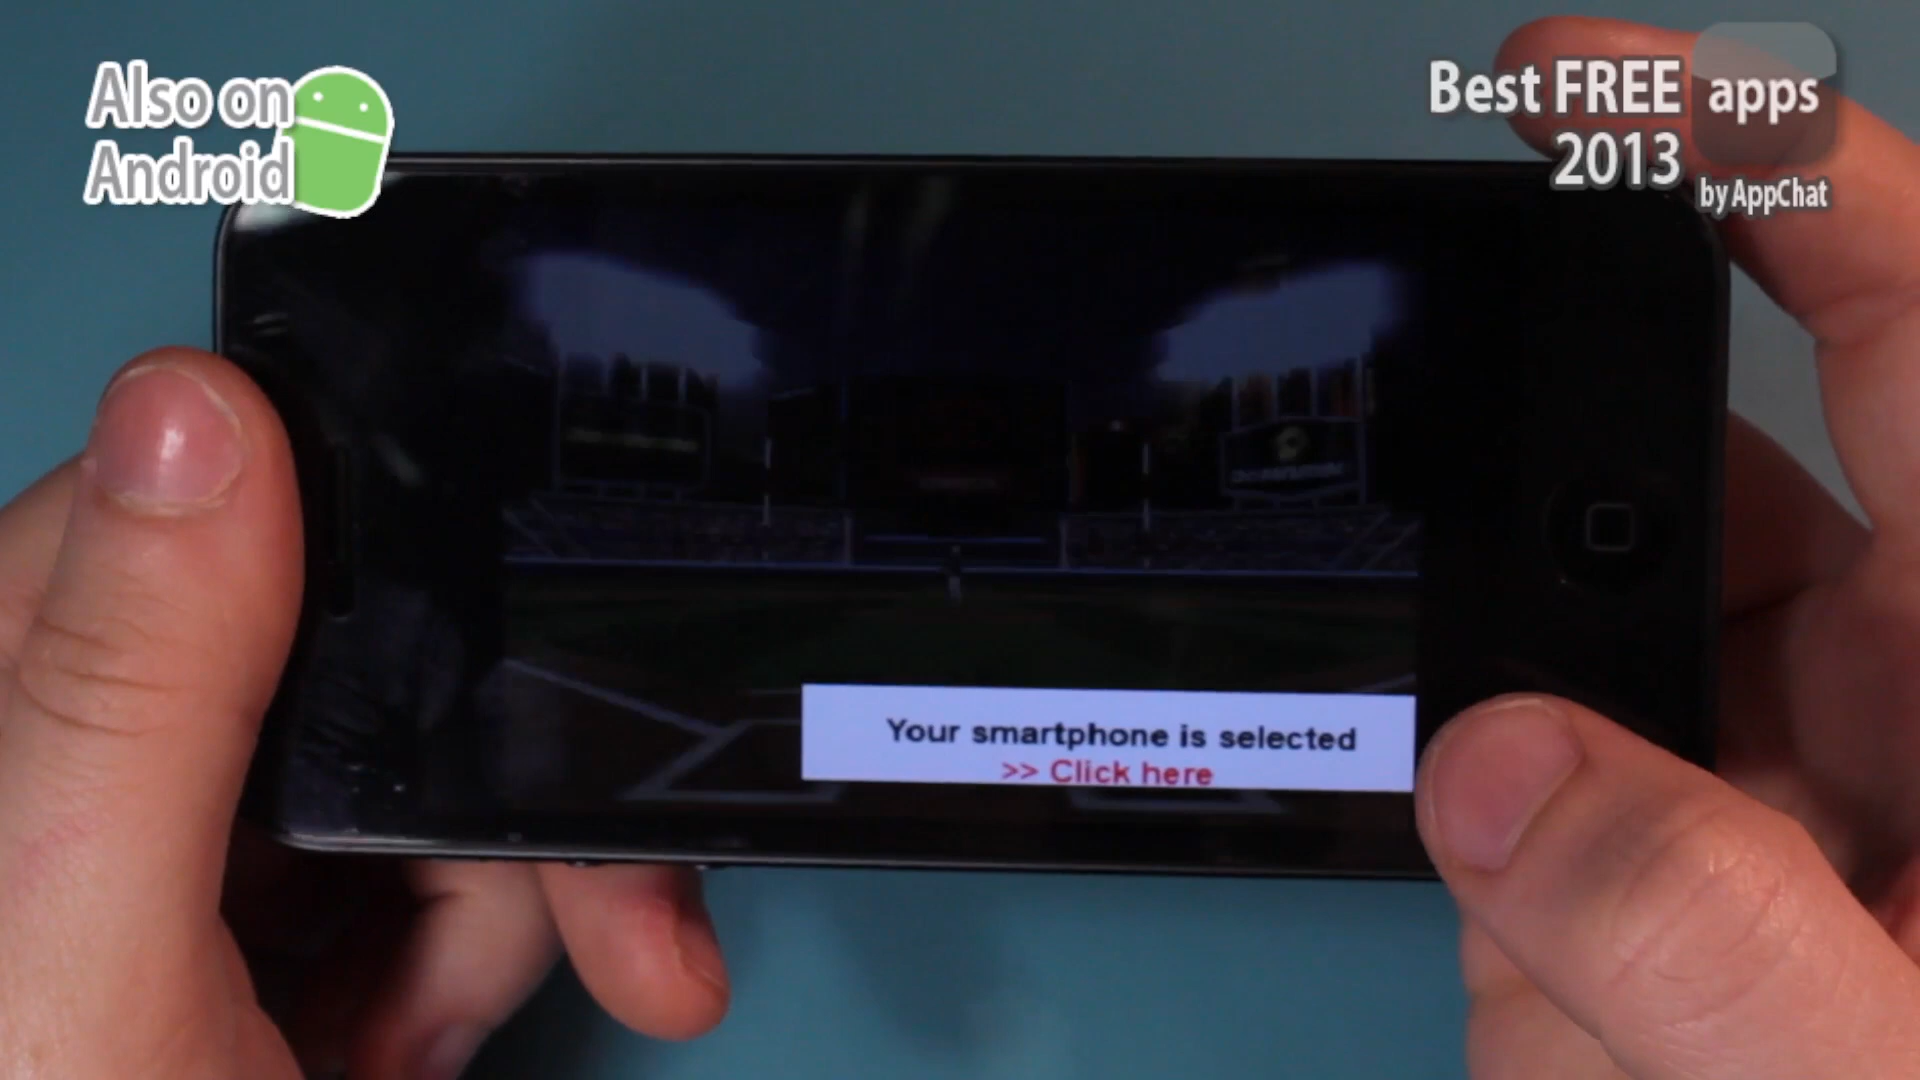 Also on
Android
Best FREE apps
2013
by AppChat
Your smartphone is selected
>> Click here